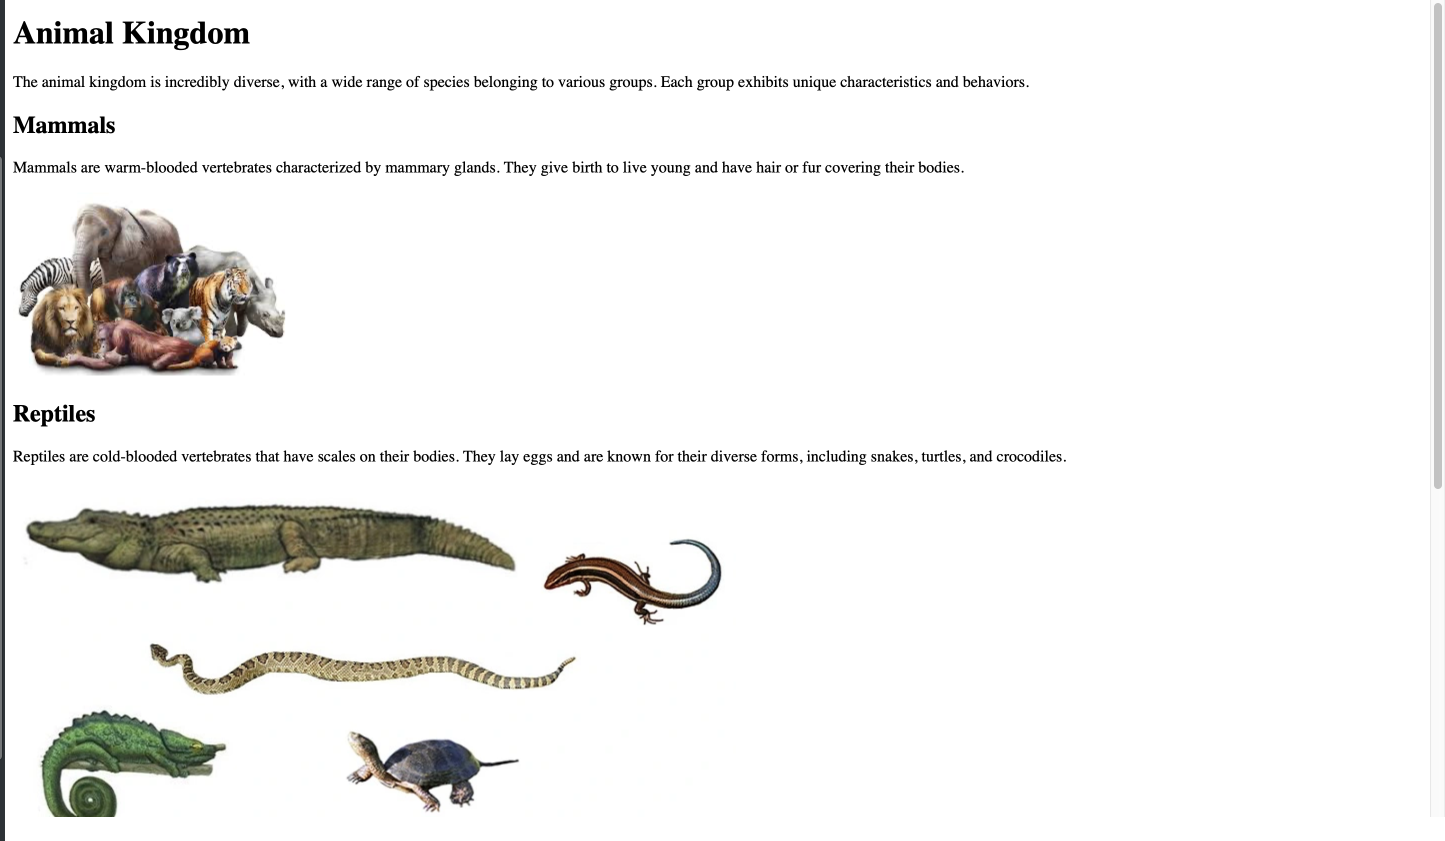 Animal Kingdom
The animal kingdom is incredibly diverse, with a wide range of species belonging to various groups. Each group exhibits unique characteristics and behaviors.
Mammals
Mammals are warm-blooded vertebrates characterized by mammary glands. They give birth to live young and have hair or fur covering their bodies.
Reptiles
Reptiles are cold-blooded vertebrates that have scales on their bodies. They lay eggs and are known for their diverse forms, including snakes, turtles, and crocodiles.